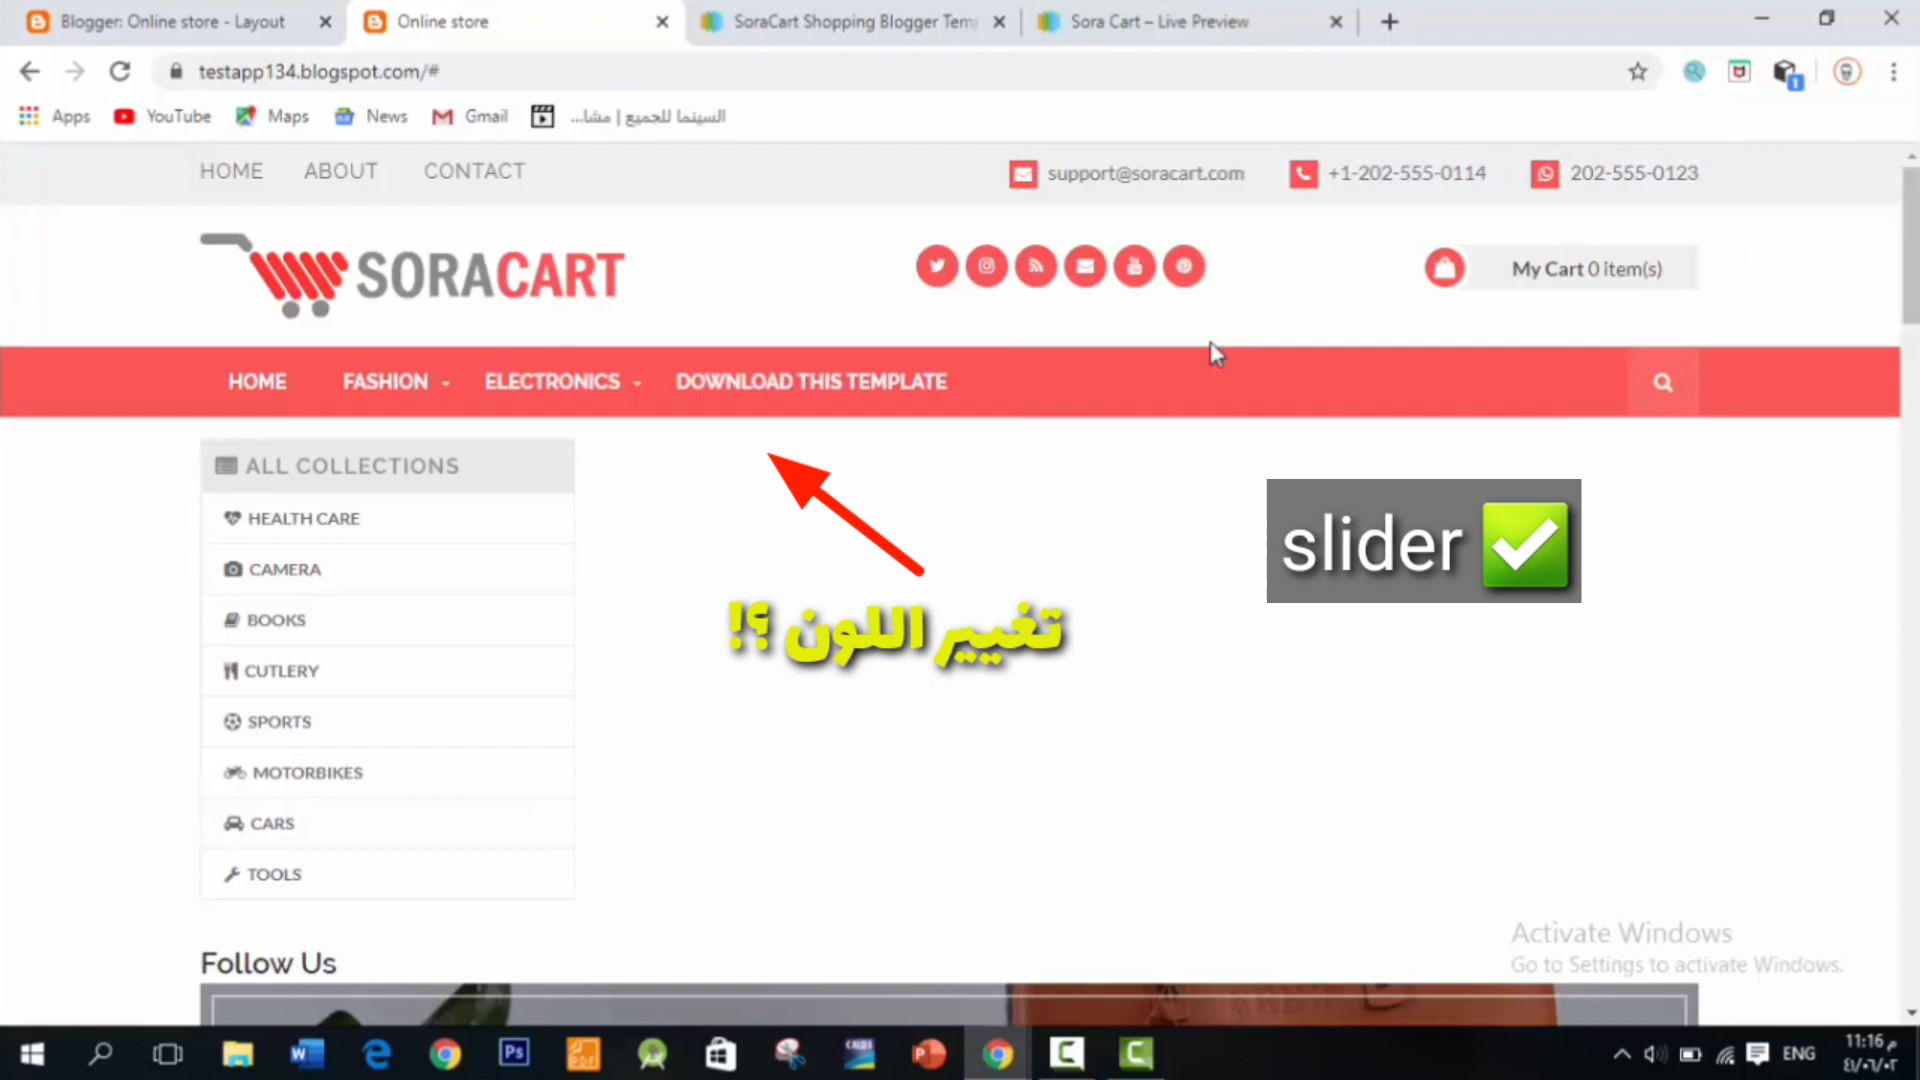 Blogger: Online store - Layout
Online store
SoraCart Shopping Blogger Tem
Sora Cart – Live Preview
testapp134.blogspot.com/#
Apps
YouTube
Maps
News
Gmail
السينما للجميع | مشا...
HOME ABOUT CONTACT
support@soracart.com
+1-202-555-0114
202-555-0123
SORACART
My Cart 0 item(s)
HOME FASHION ELECTRONICS DOWNLOAD THIS TEMPLATE
ALL COLLECTIONS
HEALTH CARE
CAMERA
BOOKS
CUTLERY
SPORTS
MOTORBIKES
CARS
TOOLS
slider ✅
تغيير اللون ؟!
Follow Us
Activate Windows
Go to Settings to activate Windows.
Ps
PDF
ENG
11:16 م